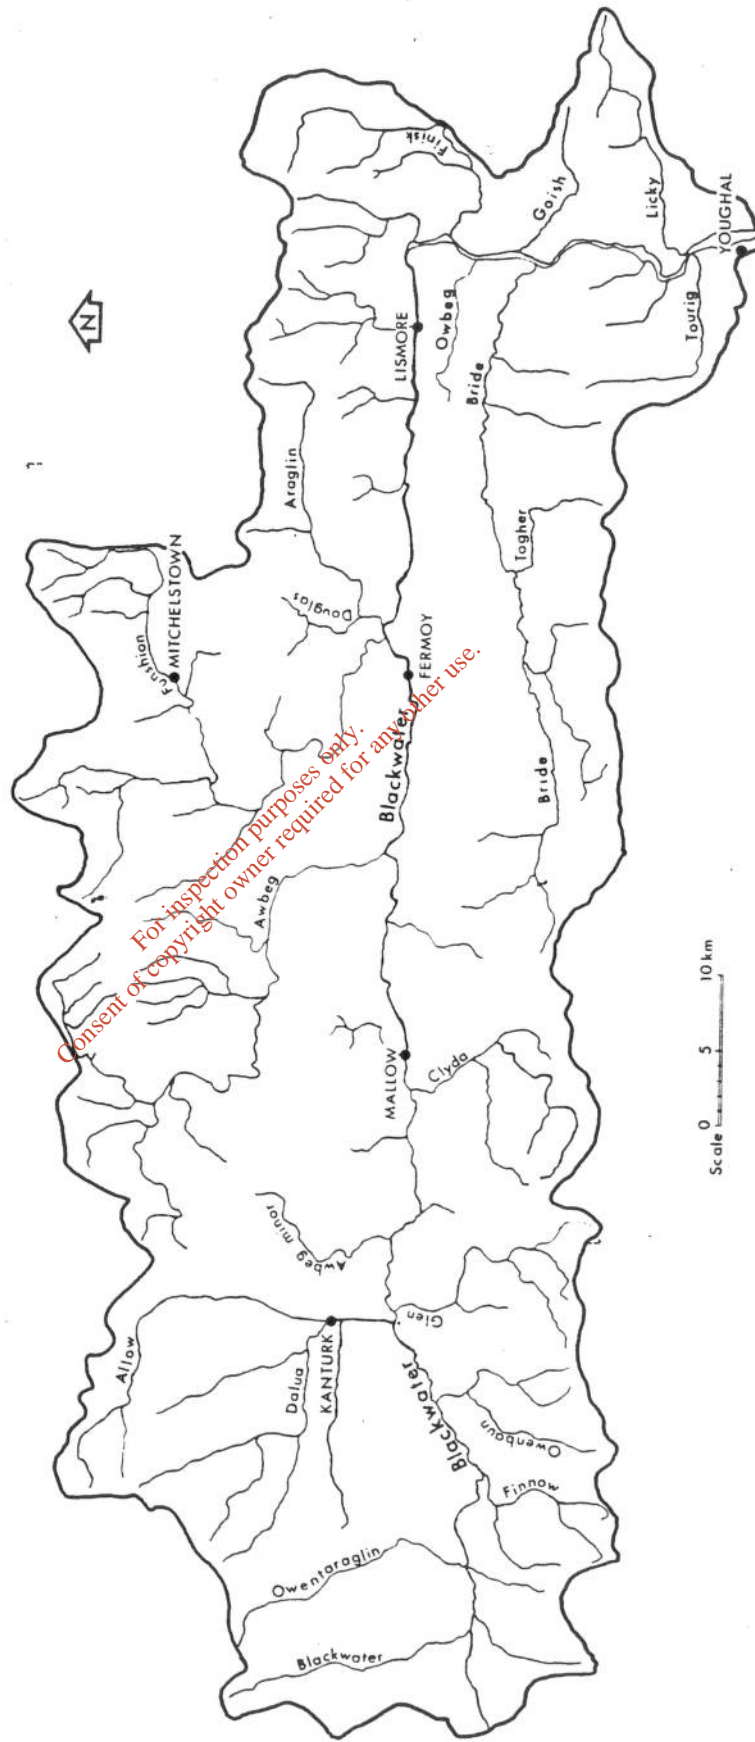 N
Finisk
Goish
Licky
YOUGHAL
Tourig
Owbeg
LISMORE
Bride
Araglin
Tagher
Douglas
MITCHELSTOWN
Funshian
FERMOY
Blackwater
Bride
Awbeg
For inspection purposes only.
Consent of copyright owner required for any other use.
MALLOW
Clyda
Awbeg minor
Allow
Dalua
KANTURK
Glen
Blackwater
Owenbaun
Finnow
Owentaraglin
Blackwater
Scale 0 5 10 km